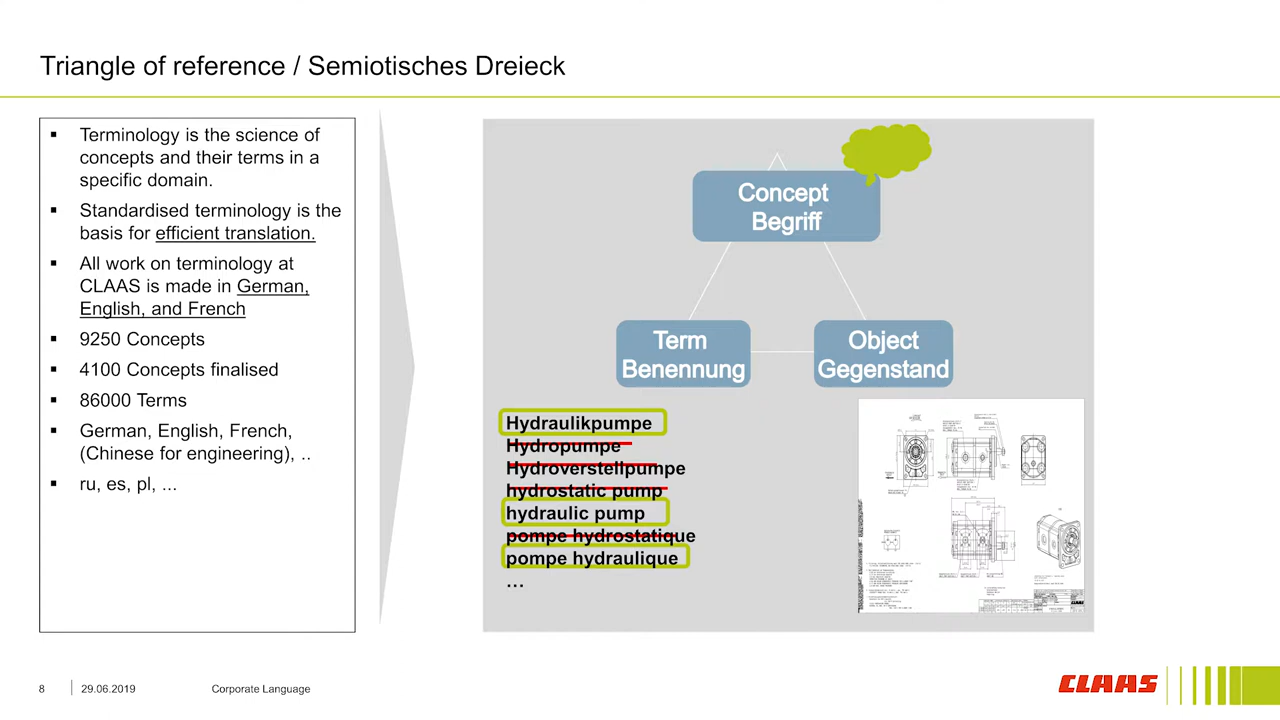 Triangle of reference / Semiotisches Dreieck
▪ Terminology is the science of
concepts and their terms in a
specific domain.
▪ Standardised terminology is the
basis for efficient translation.
▪ All work on terminology at
CLAAS is made in German,
English, and French
▪ 9250 Concepts
▪ 4100 Concepts finalised
▪ 86000 Terms
▪ German, English, French,
(Chinese for engineering), ..
▪ ru, es, pl, ...
Concept
Begriff
Term
Benennung
Object
Gegenstand
Hydraulikpumpe
Hydropumpe
Hydroverstellpumpe
hydrostatic pump
hydraulic pump
pompe hydrostatique
pompe hydraulique
...
8
29.06.2019
Corporate Language
CLAAS